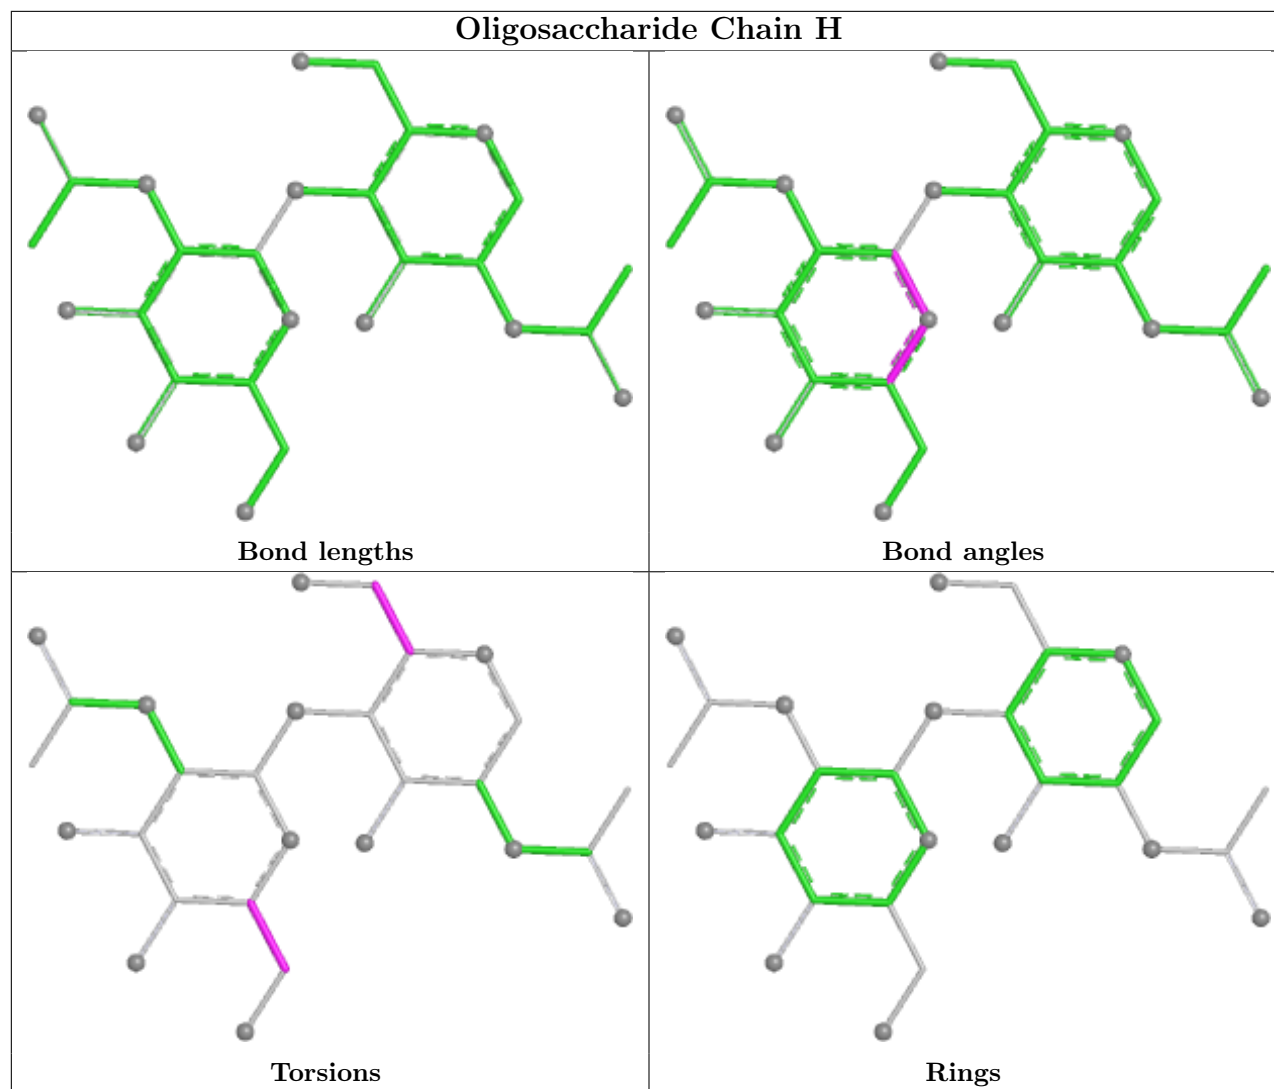 Oligosaccharide Chain H
Bond lengths
Bond angles
Torsions
Rings